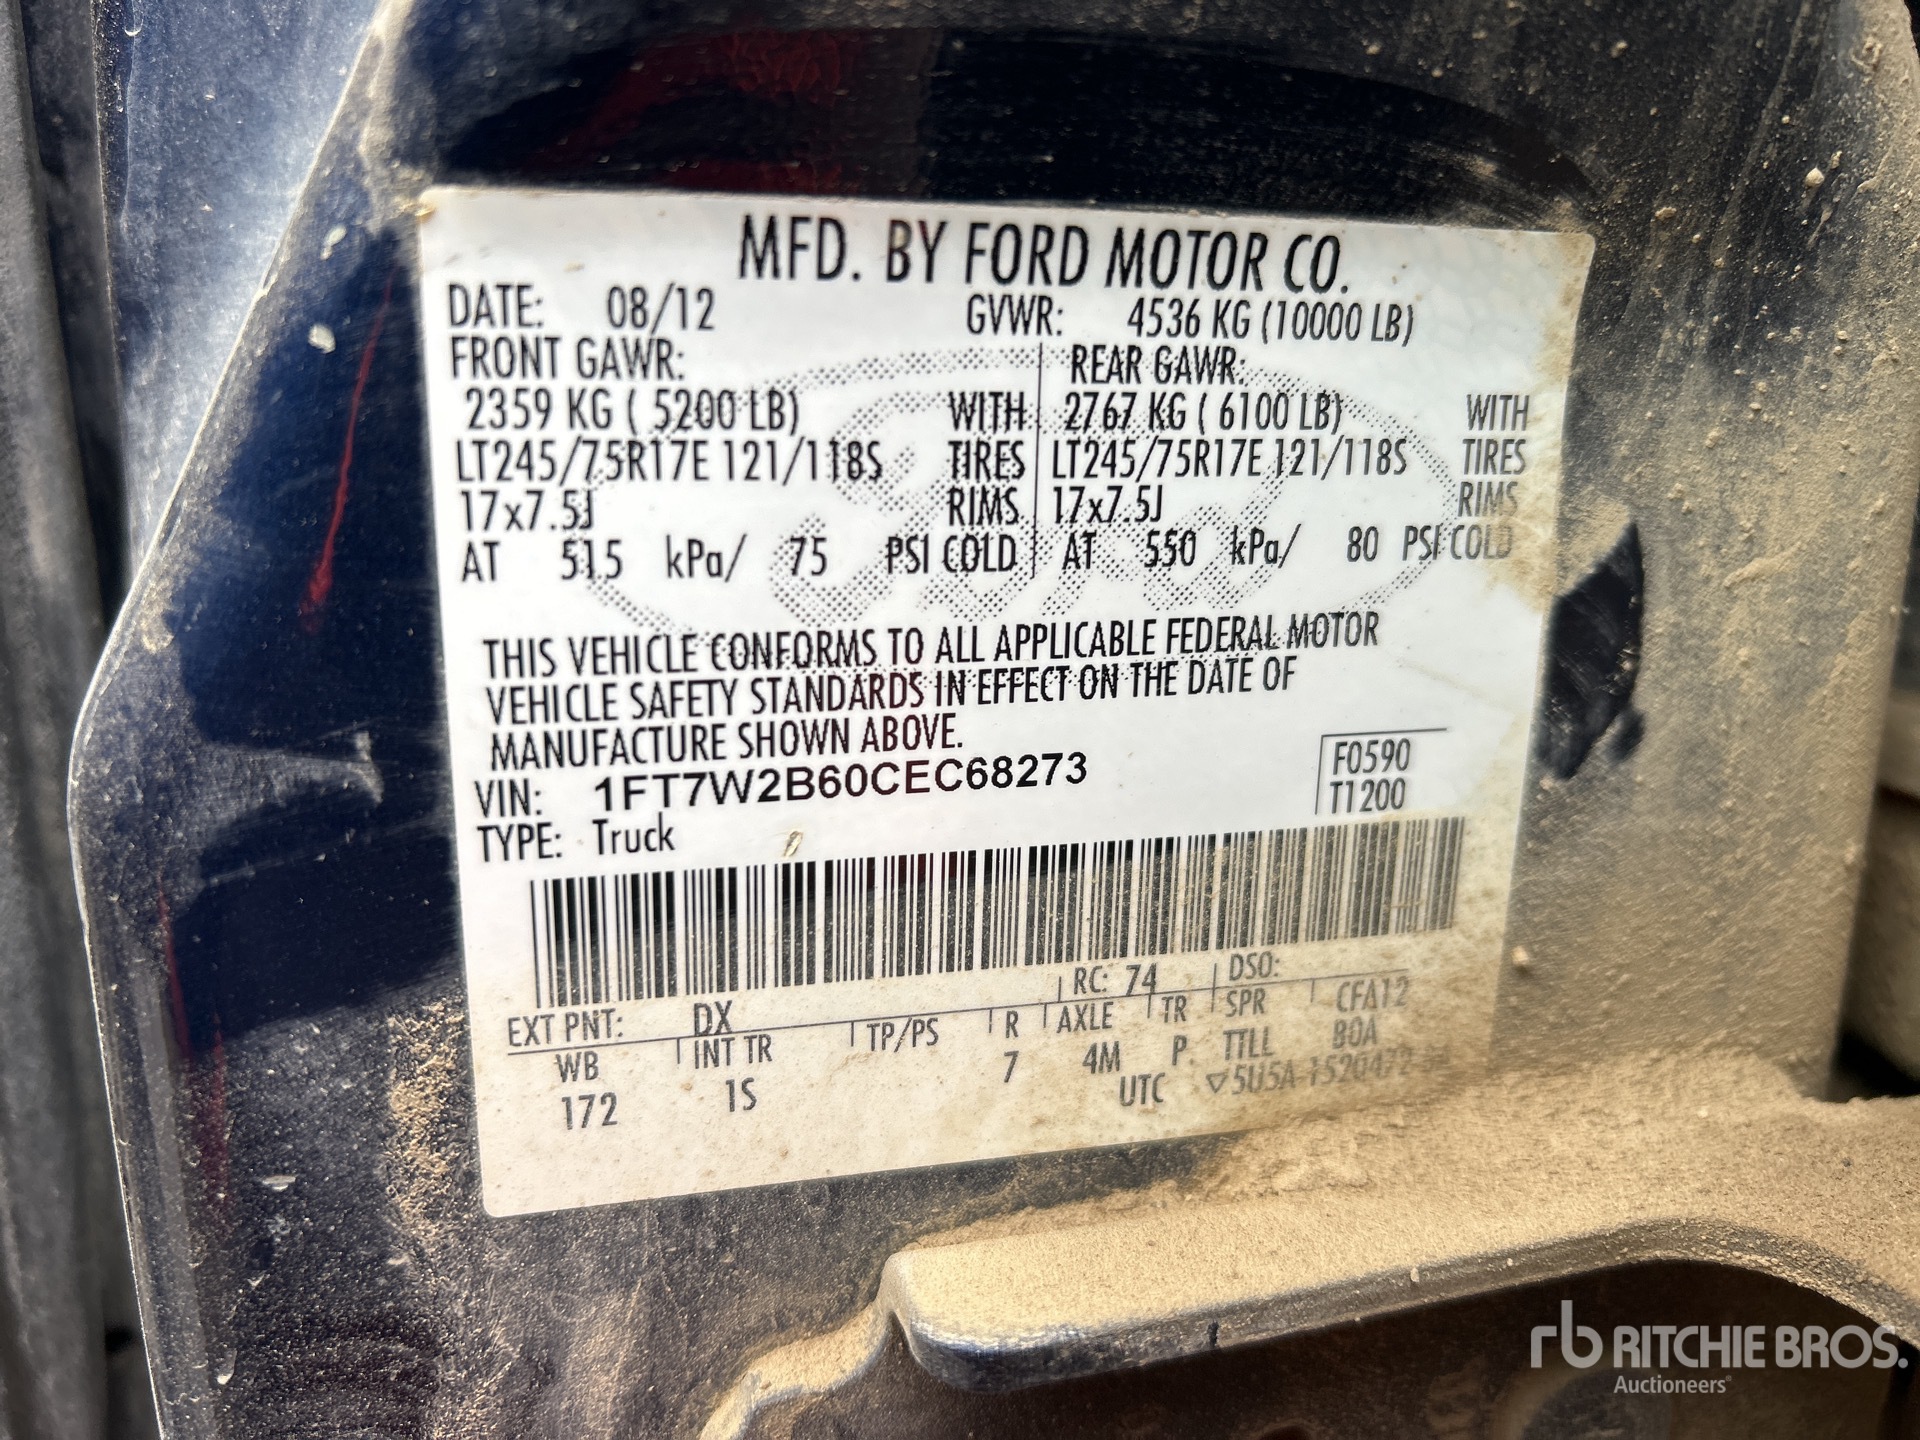 MFD. BY FORD MOTOR CO.
DATE: 08/12 GVWR: 4536 KG (10000 LB)
FRONT GAWR: REAR GAWR:
2359 KG ( 5200 LB) WITH 2767 KG ( 6100 LB) WITH
LT245/75R17E 121/118S TIRES LT245/75R17E 121/118S TIRES
17x7.5J RIMS 17x7.5J RIMS
AT 515 kPa/ 75 PSI COLD AT 550 kPa/ 80 PSI COLD
THIS VEHICLE CONFORMS TO ALL APPLICABLE FEDERAL MOTOR
VEHICLE SAFETY STANDARDS IN EFFECT ON THE DATE OF
MANUFACTURE SHOWN ABOVE.
VIN: 1FT7W2B60CEC68273 F0590
TYPE: Truck T1200
EXT PNT: DX RC: 74 DSO:
WB INT TR TP/PS R AXLE TR SPR CFA12
172 1S 7 4M P TTLL BOA
UTC ▽5U5A-1520472-
rb RITCHIE BROS.
Auctioneers